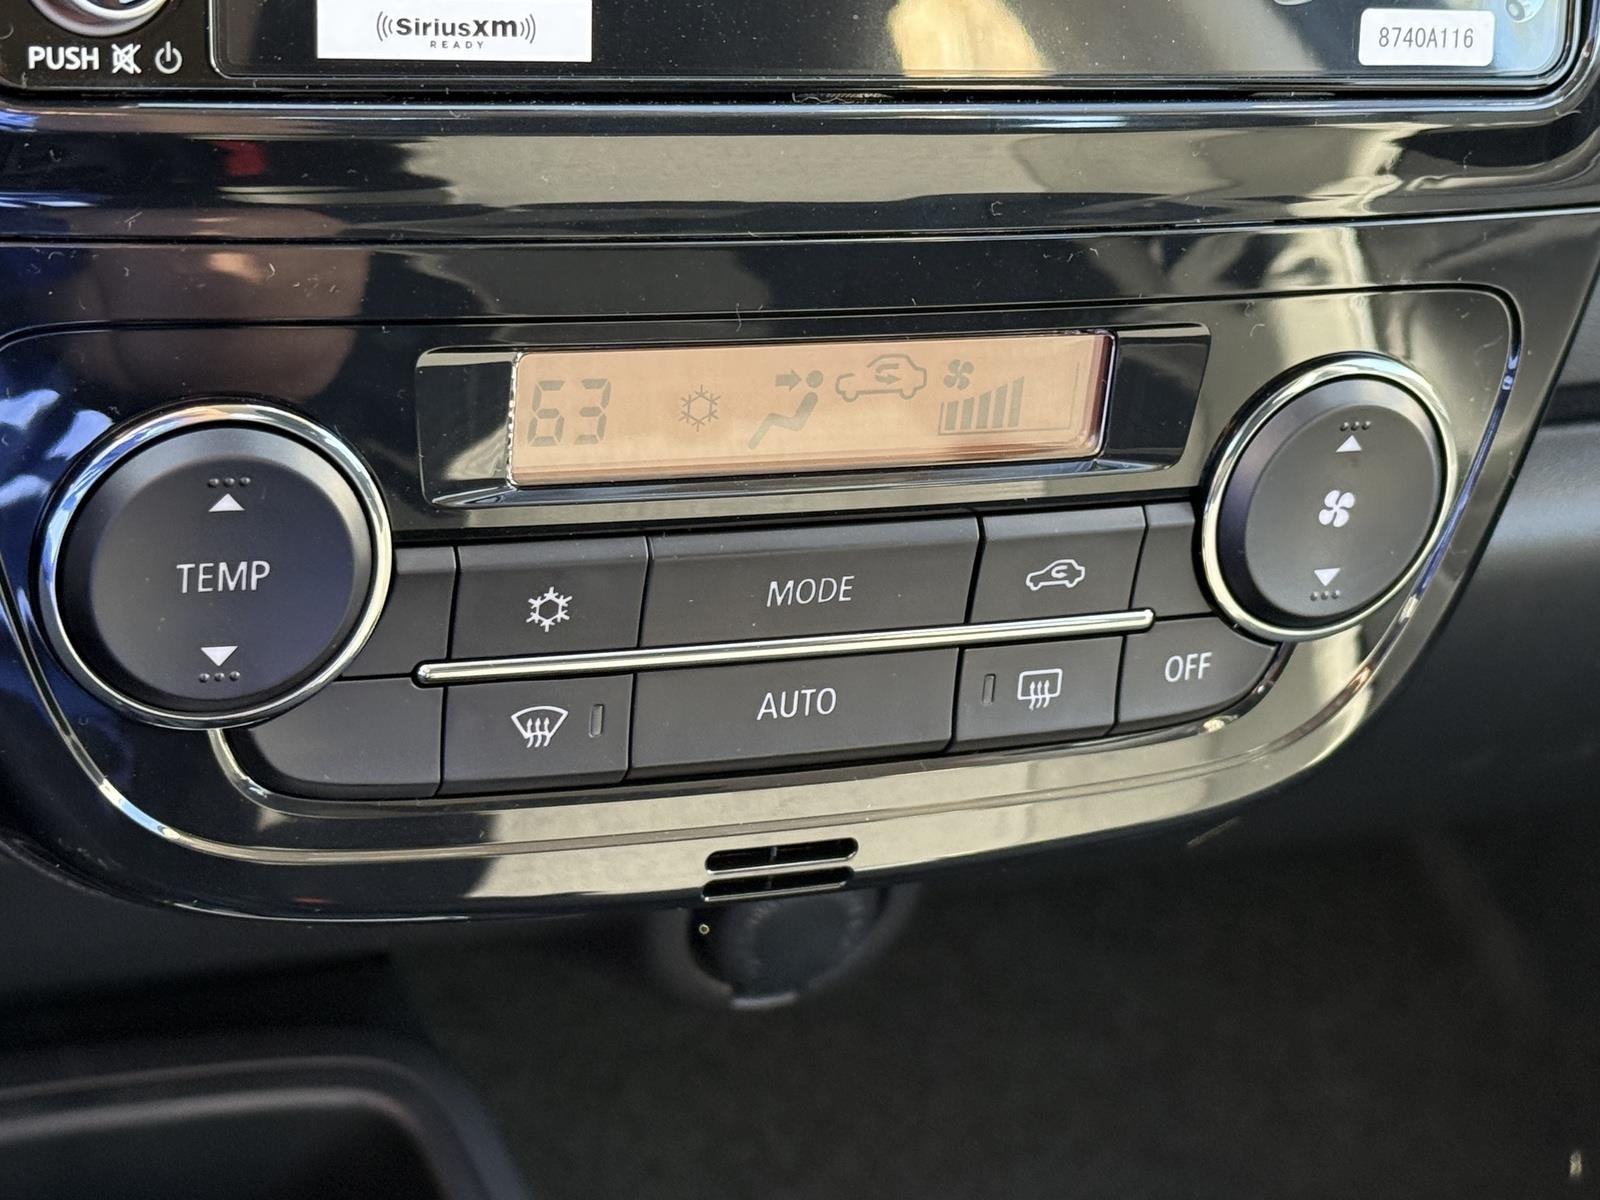 SiriusXM
READY
8740A116
PUSH
63
TEMP
MODE
AUTO
OFF